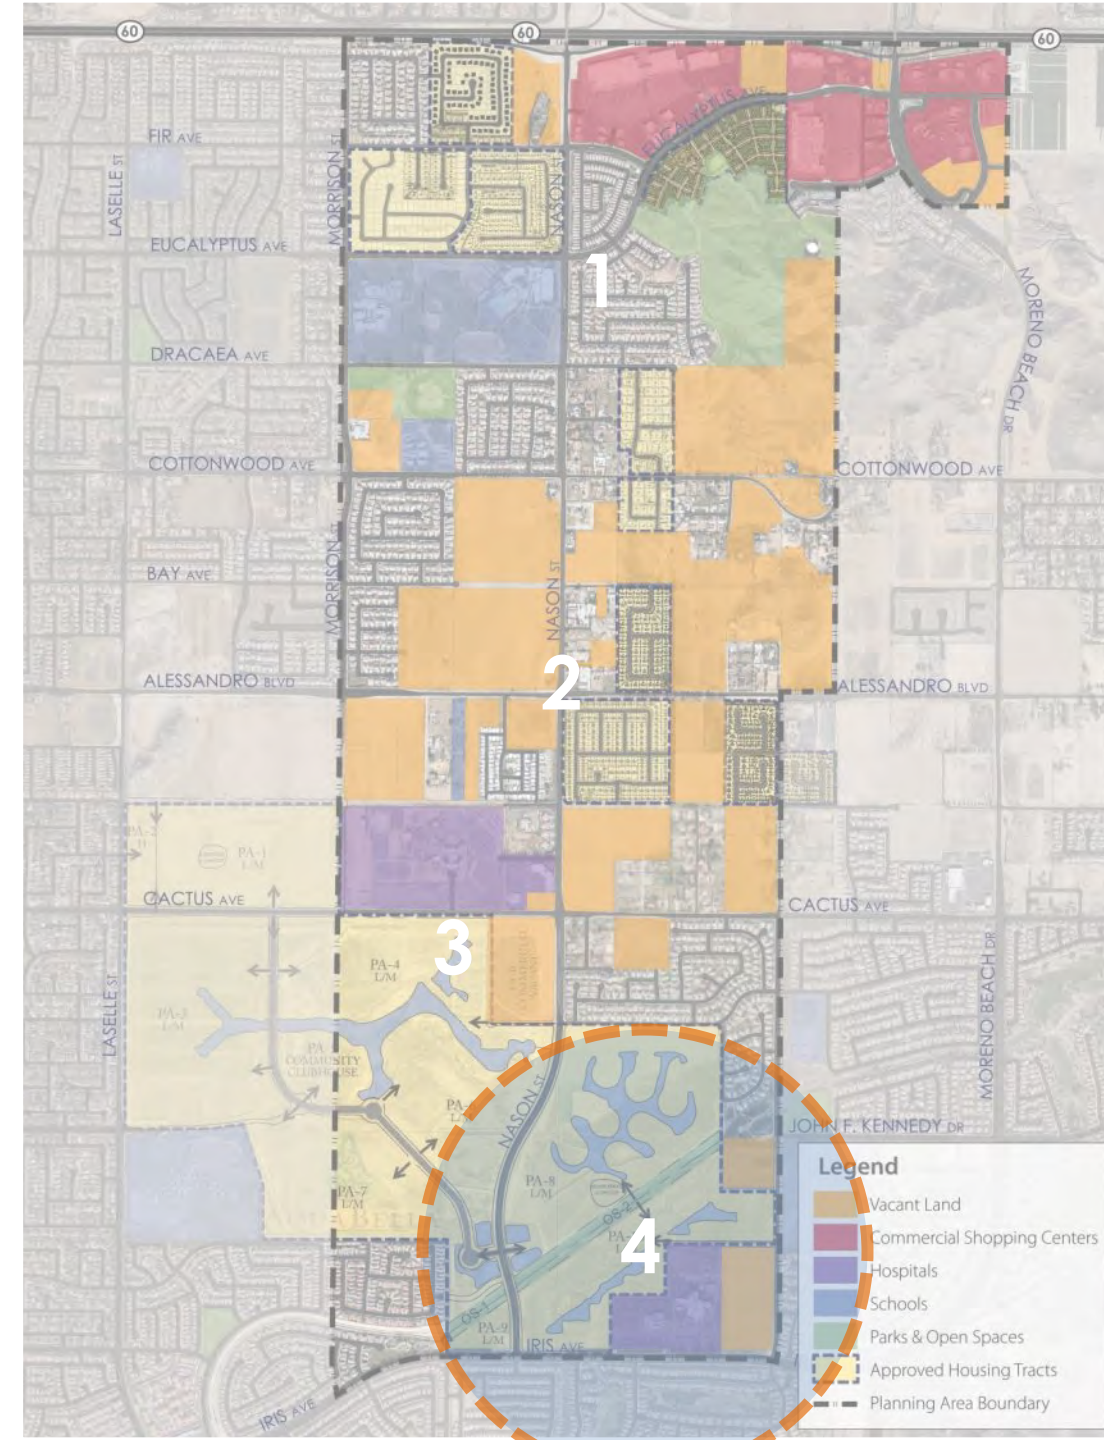 60
60
60
FIR AVE
LASELLE ST
MORRISON ST
NASON ST
EUCALYPTUS AVE
EUCALYPTUS AVE
1
MORENO BEACH DR
DRACAEA AVE
COTTONWOOD AVE
COTTONWOOD AVE
BAY AVE
MORRISON ST
NASON ST
2
ALESSANDRO BLVD
ALESSANDRO BLVD
PA-2
H
PA-1
L/M
CACTUS AVE
CACTUS AVE
3
PA-4
L/M
LASELLE ST
PA-3
L/M
MORENO BEACH DR
PA
COMMUNITY
CLUBHOUSE
NASON ST
JOHN F. KENNEDY DR
PA-8
L/M
PA-7
L/M
OS-2
4
OS-1
PA-9
L/M
IRIS AVE
IRIS AVE
Legend
Vacant Land
Commercial Shopping Centers
Hospitals
Schools
Parks & Open Spaces
Approved Housing Tracts
Planning Area Boundary